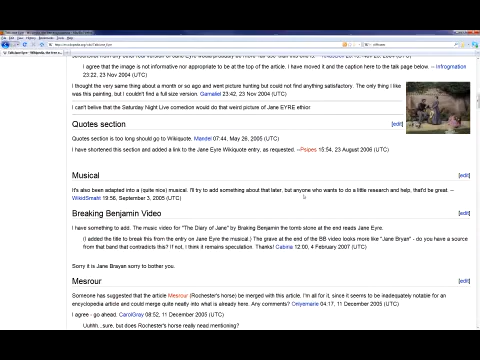 I agree that the image is not informative nor appropriate to be at the top of the article. I have moved it and the caption here to the talk page below. -- Infrogmation
23:22, 23 Nov 2004 (UTC)
I thought the very same thing about a month or so ago and went picture hunting but could not find anything satisfactory. The only thing I like
was this painting, but I couldn't find a full size version. Gamaliel 23:42, 23 Nov 2004 (UTC)
I can't belive that the Saturday Night Live comedion would do that weird picture of Jane EYRE ethior
Quotes section
[edit]
Quotes section is too long should go to Wikiquote. Mandel 07:44, May 26, 2005 (UTC)
I have shortened this section and added a link to the Jane Eyre Wikiquote entry, as requested. --Psipes 15:54, 23 August 2006 (UTC)
Musical
[edit]
It's also been adapted into a (quite nice) musical. I'll try to add something about that later, but anyone who wants to do a little research and help, that'd be great. --
WikidSmaht 19:56, September 3, 2005 (UTC)
Breaking Benjamin Video
[edit]
I have something to add. The music video for "The Diary of Jane" by Braking Benjamin the tomb stone at the end reads Jane Eyre.
(I added the title to break this from the entry on Jane Eyre the musical.) The grave at the end of the BB video looks more like "Jane Bryan" - do you have a source
from that band that contradicts this? If not, I think it remains speculation. Thanks! Cabria 12:00, 4 February 2007 (UTC)
Sorry it is Jane Brayan sorry to bother you.
Mesrour
[edit]
Someone has suggested that the article Mesrour (Rochester's horse) be merged with this article, I'm all for it, since it seems to be inadequately notable for an
encyclopedia article and could merge quite neatly into what is already here. Any comments? Onyemarie 04:17, 11 December 2005 (UTC)
I agree - go ahead. CarolGray 08:52, 11 December 2005 (UTC)
Uuhh...sure, but does Rochester's horse really need mentioning?